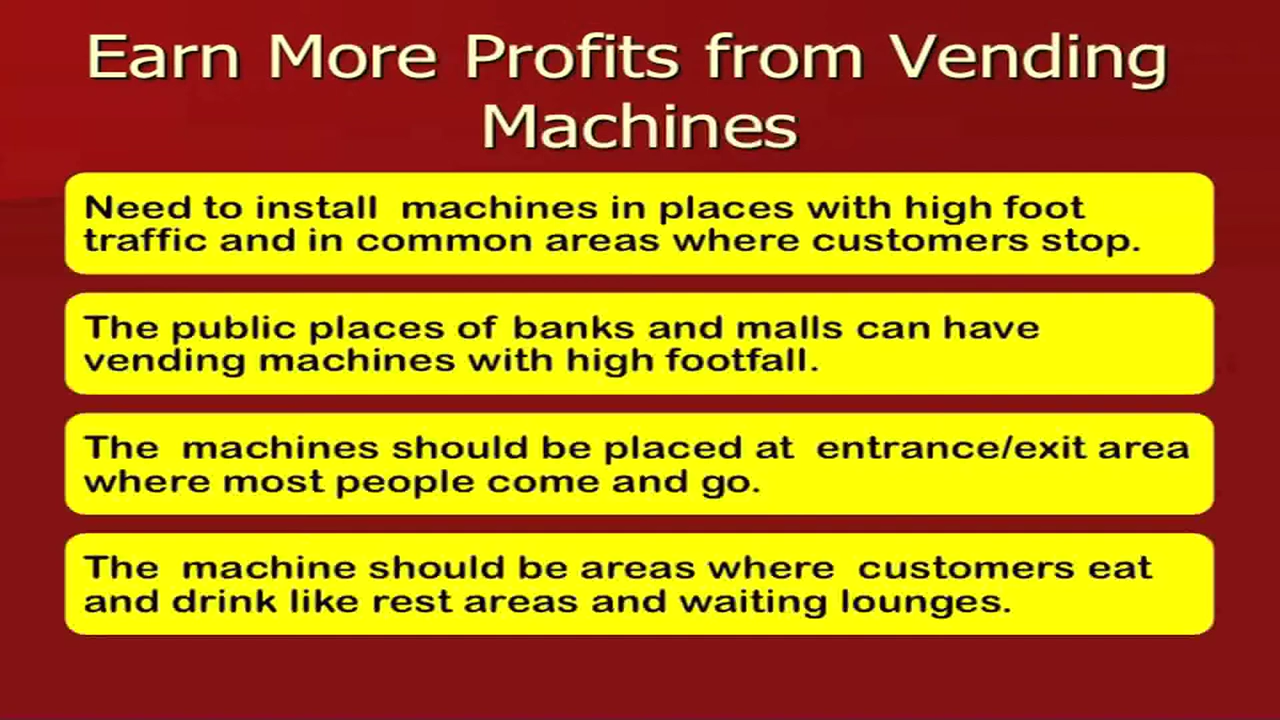 Earn More Profits from Vending
Machines
Need to install machines in places with high foot
traffic and in common areas where customers stop.
The public places of banks and malls can have
vending machines with high footfall.
The machines should be placed at entrance/exit area
where most people come and go.
The machine should be areas where customers eat
and drink like rest areas and waiting lounges.